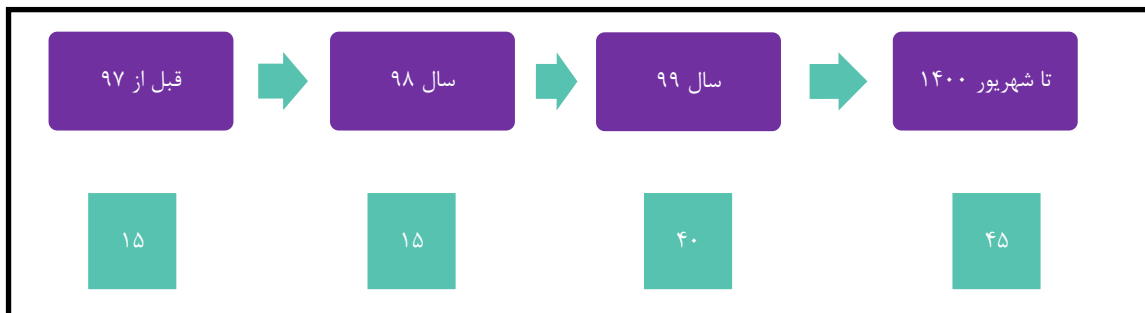 قبل از ۹۷
سال ۹۸
سال ۹۹
تا شهریور ۱۴۰۰
۱۵
۱۵
۴۰
۴۵